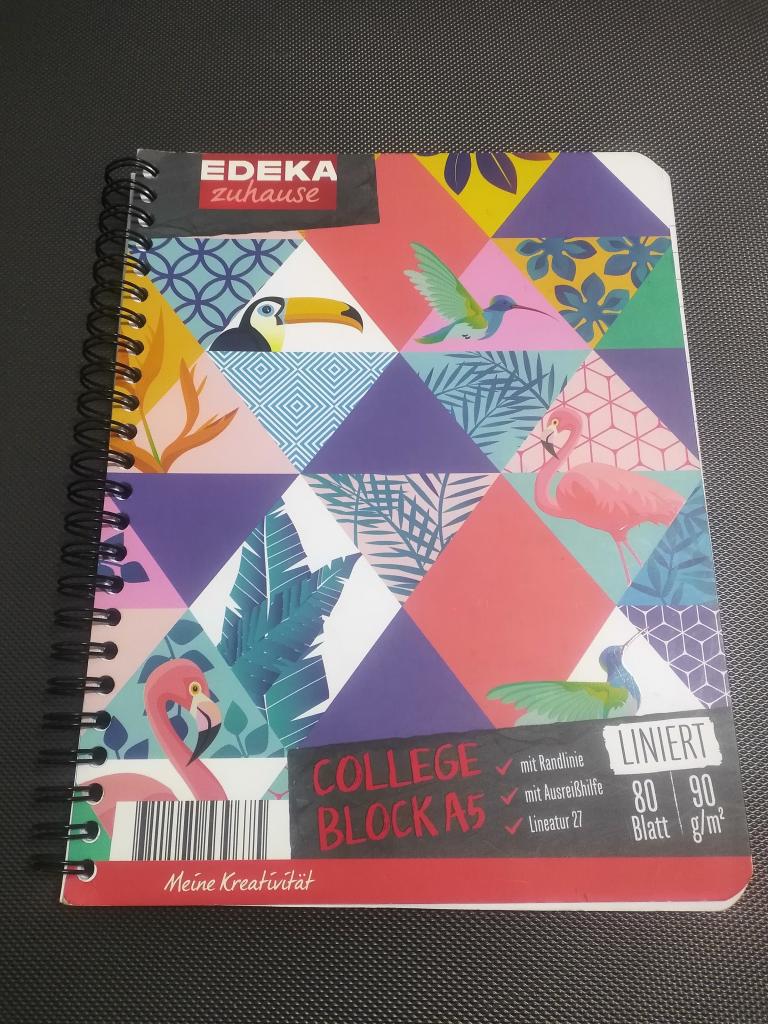 EDEKA
zuhause
COLLEGE
BLOCK A5
✓ mit Randlinie
✓ mit Ausreißhilfe
✓ Lineatur 27
LINIERT
80 | 90
Blatt | g/m²
Meine Kreativität